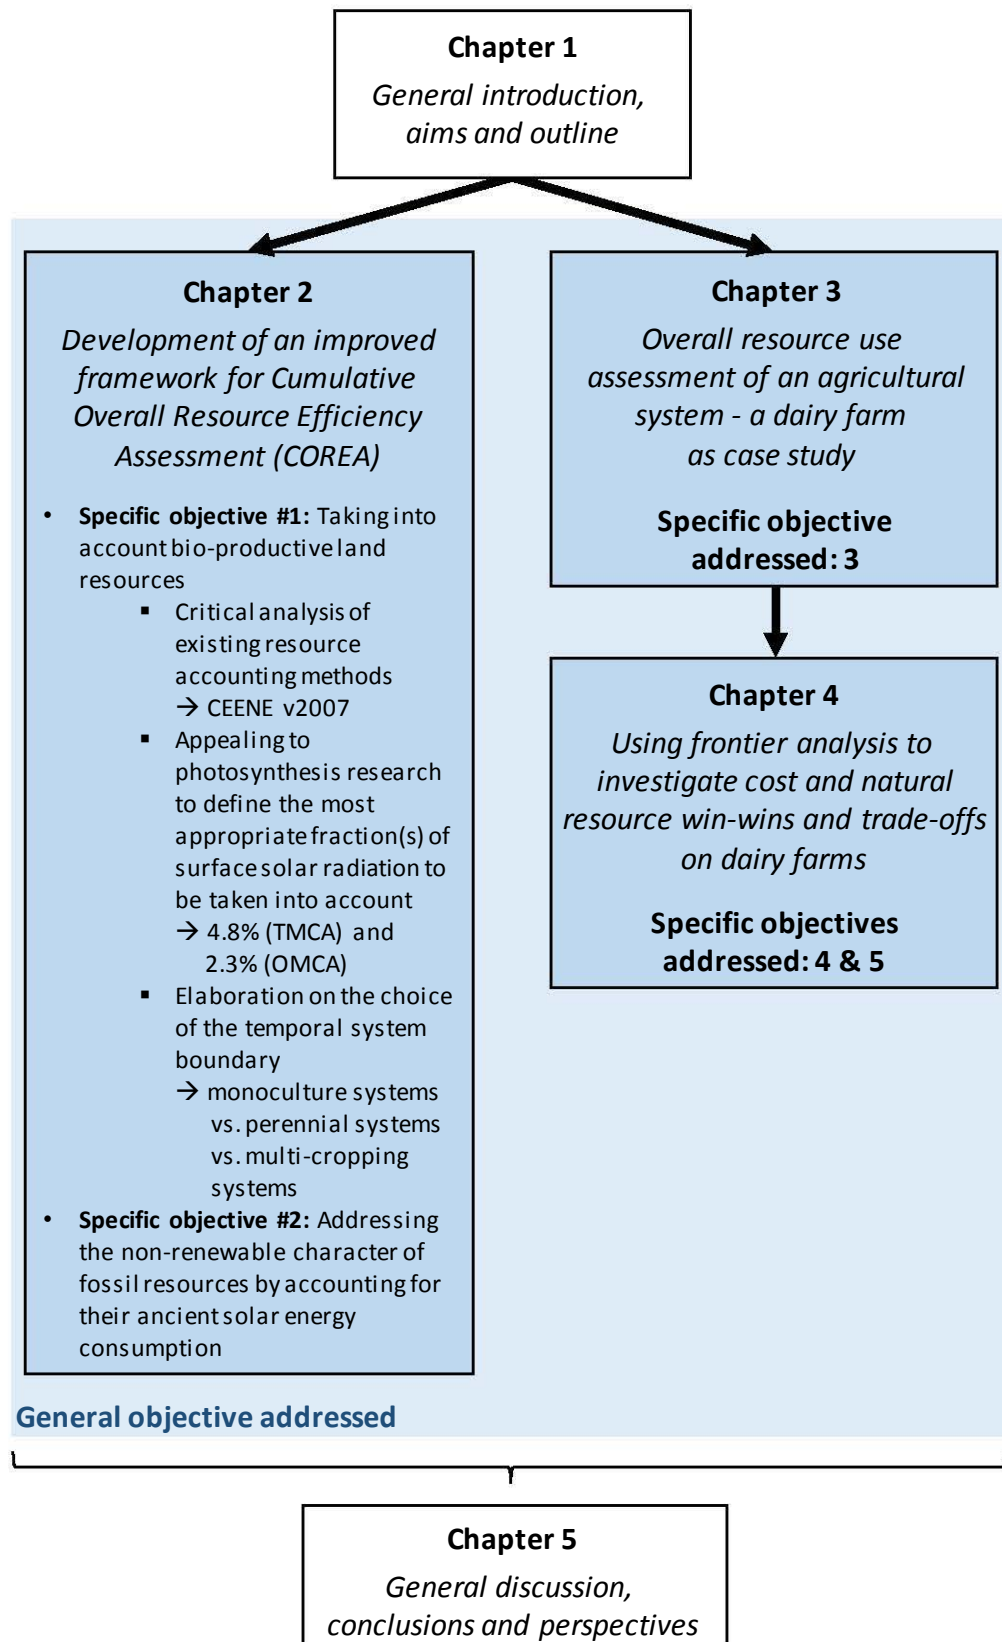 Chapter 1
General introduction,
aims and outline
Chapter 2
Development of an improved
framework for Cumulative
Overall Resource Efficiency
Assessment (COREA)
• Specific objective #1: Taking into
account bio-productive land
resources
▪ Critical analysis of
existing resource
accounting methods
→ CEENE v2007
▪ Appealing to
photosynthesis research
to define the most
appropriate fraction(s) of
surface solar radiation to
be taken into account
→ 4.8% (TMCA) and
2.3% (OMCA)
▪ Elaboration on the choice
of the temporal system
boundary
→ monoculture systems
vs. perennial systems
vs. multi-cropping
systems
• Specific objective #2: Addressing
the non-renewable character of
fossil resources by accounting for
their ancient solar energy
consumption
Chapter 3
Overall resource use
assessment of an agricultural
system - a dairy farm
as case study
Specific objective
addressed: 3
Chapter 4
Using frontier analysis to
investigate cost and natural
resource win-wins and trade-offs
on dairy farms
Specific objectives
addressed: 4 & 5
General objective addressed
Chapter 5
General discussion,
conclusions and perspectives